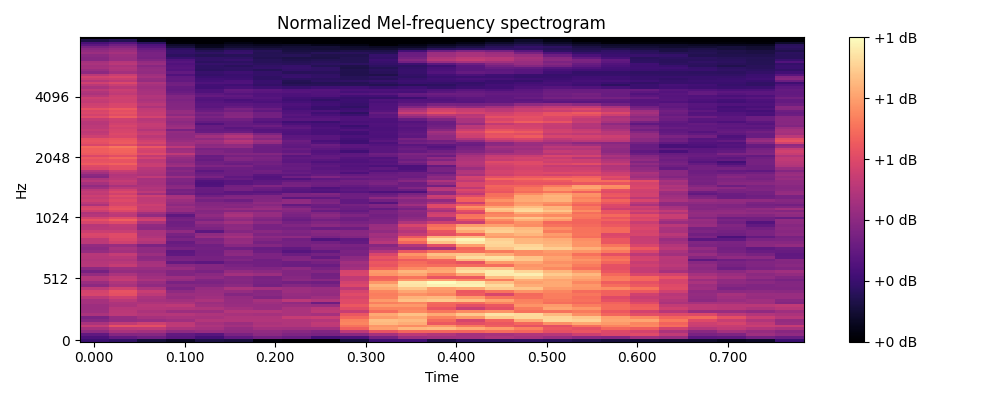 Normalized Mel-frequency spectrogram
Hz
4096
2048
1024
512
0
0.000 0.100 0.200 0.300 0.400 0.500 0.600 0.700
Time
+1 dB
+1 dB
+1 dB
+0 dB
+0 dB
+0 dB